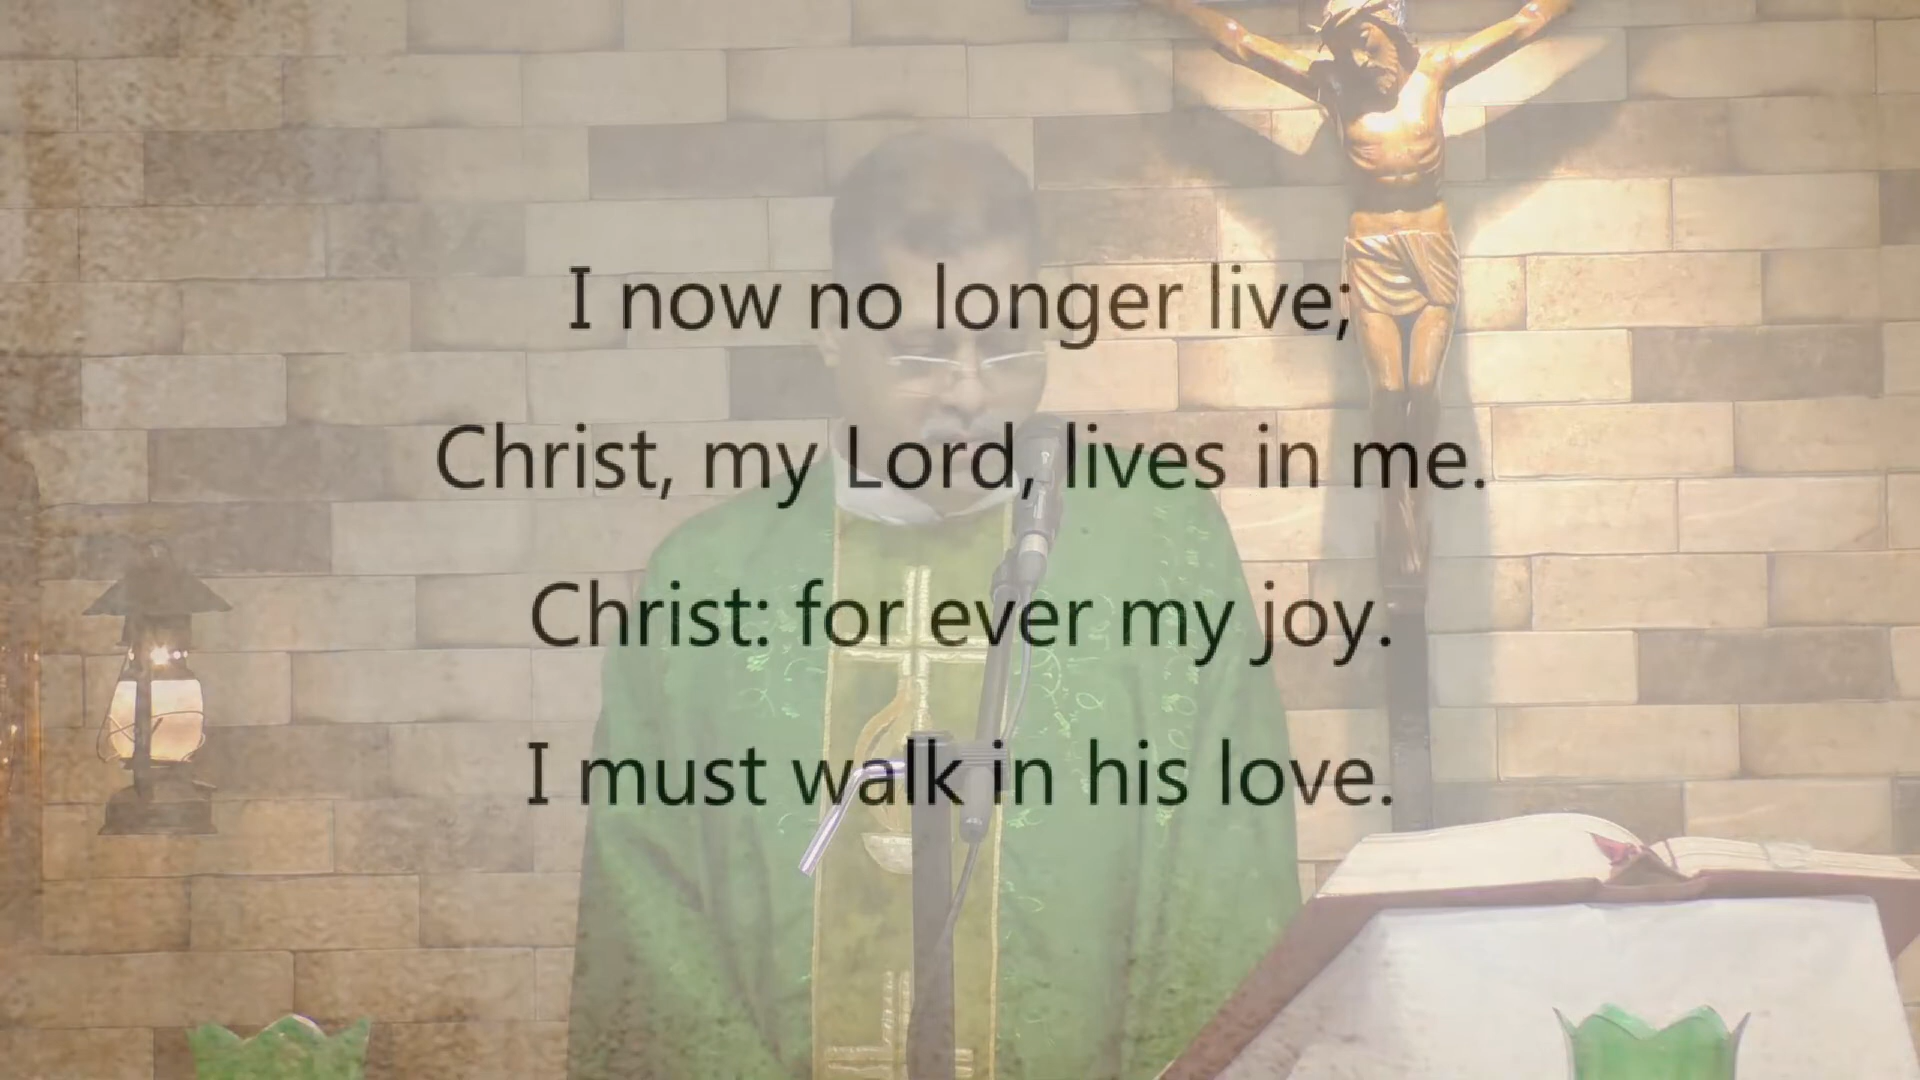 I now no longer live;
Christ, my Lord, lives in me.
Christ: for ever my joy.
I must walk in his love.